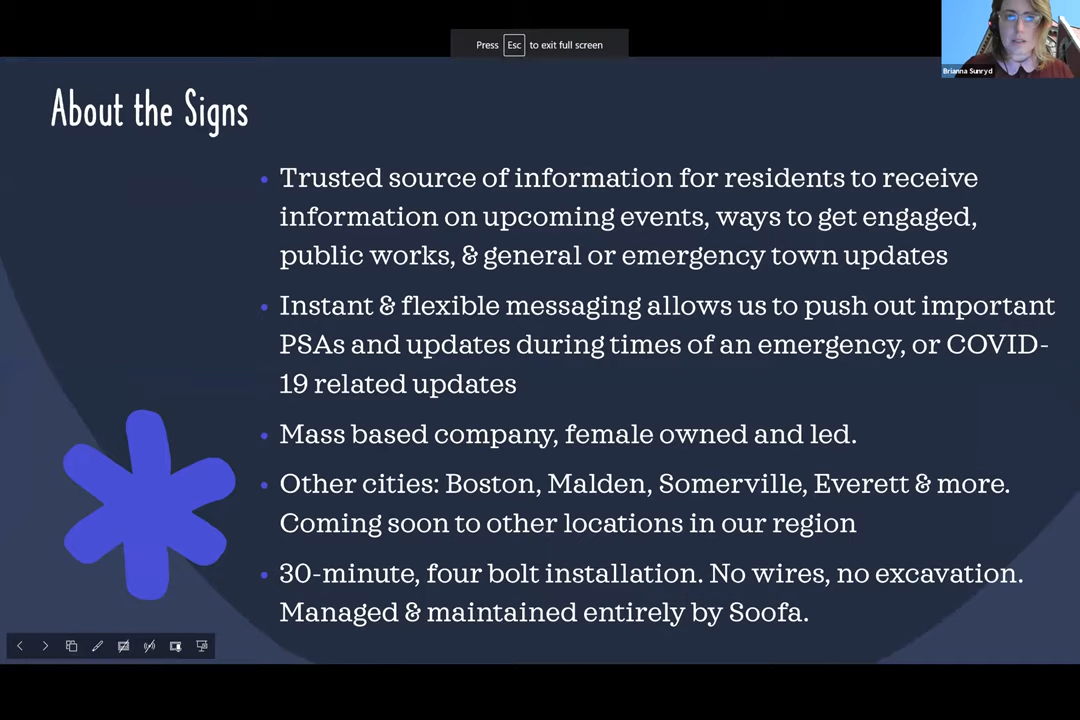 Press Esc to exit full screen
Brianna Sunryd
About the Signs
• Trusted source of information for residents to receive
information on upcoming events, ways to get engaged,
public works, & general or emergency town updates
• Instant & flexible messaging allows us to push out important
PSAs and updates during times of an emergency, or COVID-
19 related updates
• Mass based company, female owned and led.
• Other cities: Boston, Malden, Somerville, Everett & more.
Coming soon to other locations in our region
• 30-minute, four bolt installation. No wires, no excavation.
Managed & maintained entirely by Soofa.